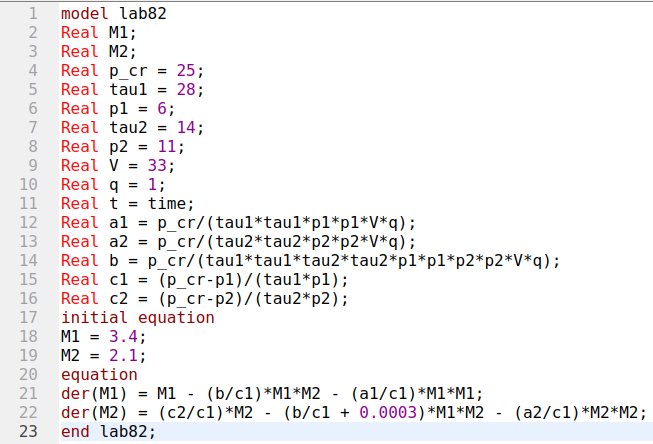 1 model lab82
2 Real M1;
3 Real M2;
4 Real p_cr = 25;
5 Real tau1 = 28;
6 Real p1 = 6;
7 Real tau2 = 14;
8 Real p2 = 11;
9 Real V = 33;
10 Real q = 1;
11 Real t = time;
12 Real a1 = p_cr/(tau1*tau1*p1*p1*V*q);
13 Real a2 = p_cr/(tau2*tau2*p2*p2*V*q);
14 Real b = p_cr/(tau1*tau1*tau2*tau2*p1*p1*p2*p2*V*q);
15 Real c1 = (p_cr-p1)/(tau1*p1);
16 Real c2 = (p_cr-p2)/(tau2*p2);
17 initial equation
18 M1 = 3.4;
19 M2 = 2.1;
20 equation
21 der(M1) = M1 - (b/c1)*M1*M2 - (a1/c1)*M1*M1;
22 der(M2) = (c2/c1)*M2 - (b/c1 + 0.0003)*M1*M2 - (a2/c1)*M2*M2;
23 end lab82;